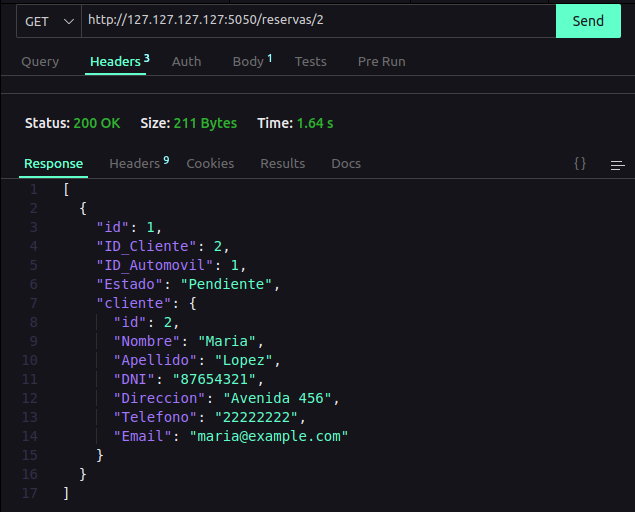 GET http://127.127.127.127:5050/reservas/2 Send
Query Headers 3 Auth Body 1 Tests Pre Run
Status: 200 OK Size: 211 Bytes Time: 1.64 s
Response Headers 9 Cookies Results Docs {}
1 [
2 {
3 "id": 1,
4 "ID_Cliente": 2,
5 "ID_Automovil": 1,
6 "Estado": "Pendiente",
7 "cliente": {
8 "id": 2,
9 "Nombre": "Maria",
10 "Apellido": "Lopez",
11 "DNI": "87654321",
12 "Direccion": "Avenida 456",
13 "Telefono": "22222222",
14 "Email": "maria@example.com"
15 }
16 }
17 ]